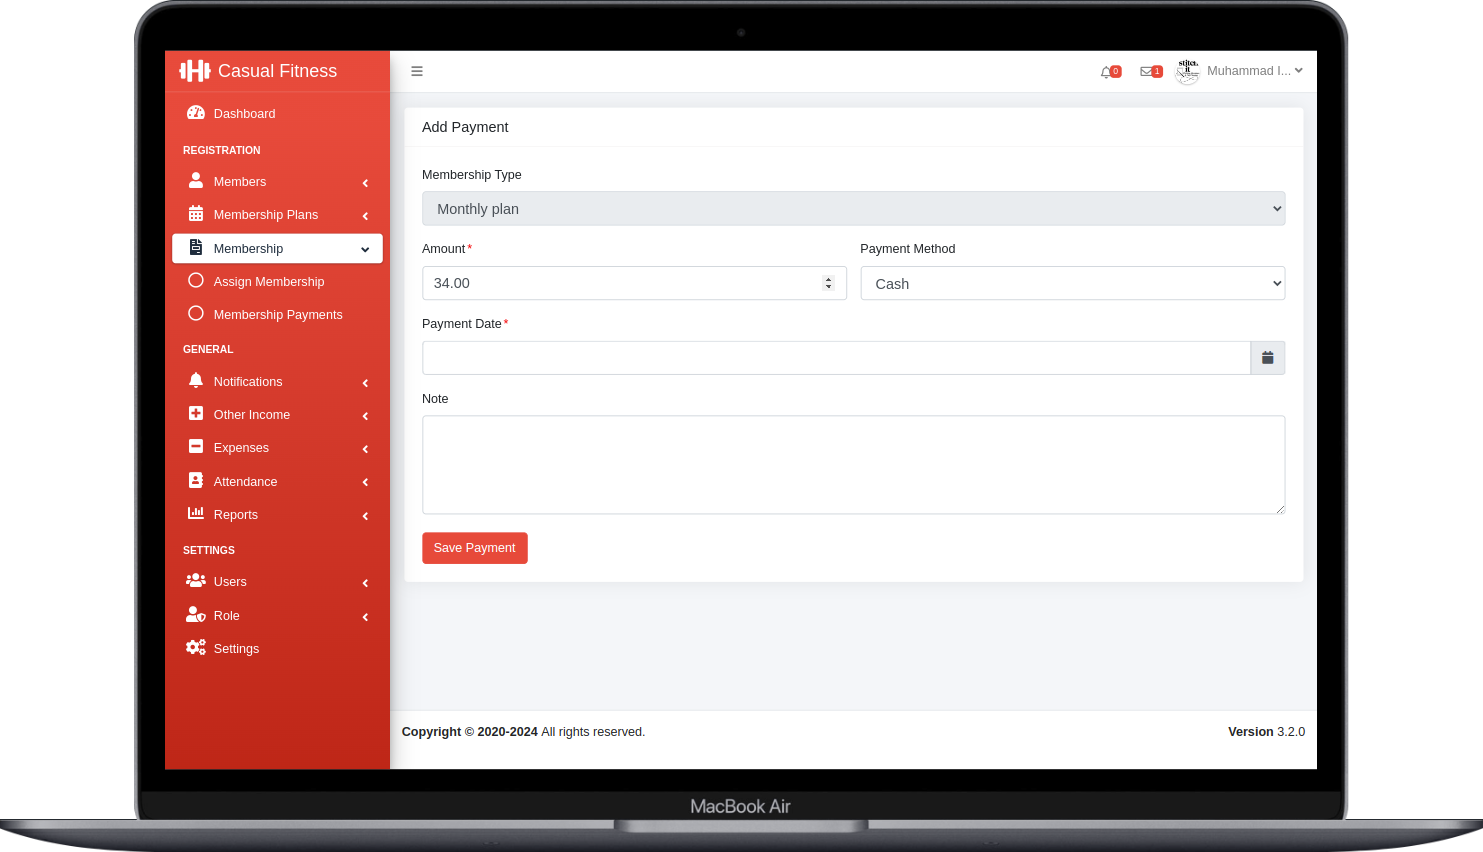 Casual Fitness
0
1
stitch it
Muhammad I...
Dashboard
REGISTRATION
Members
Membership Plans
Membership
Assign Membership
Membership Payments
GENERAL
Notifications
Other Income
Expenses
Attendance
Reports
SETTINGS
Users
Role
Settings
Add Payment
Membership Type
Monthly plan
Amount*
Payment Method
34.00
Cash
Payment Date*
Note
Save Payment
Copyright © 2020-2024 All rights reserved.
Version 3.2.0
MacBook Air